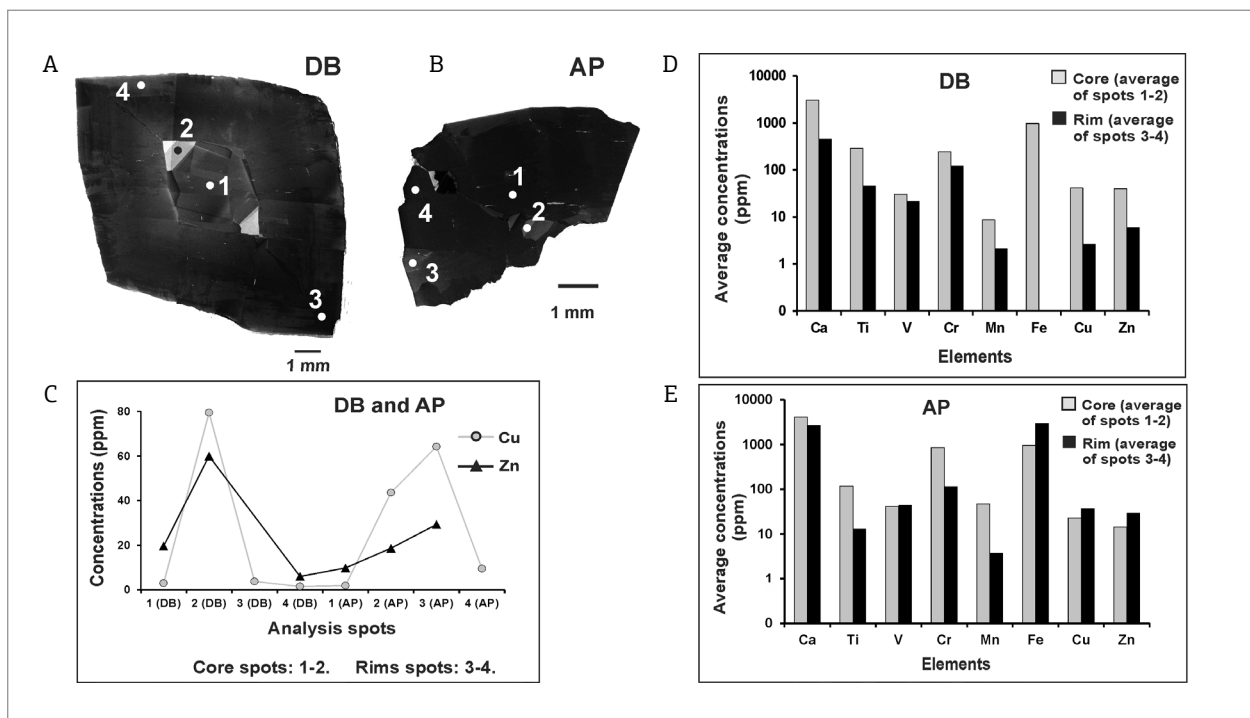 A
DB
4
2
1
3
1 mm
B
AP
1
4
2
3
1 mm
C
DB and AP
Concentrations (ppm)
80
60
40
20
0
Cu
Zn
1 (DB) 2 (DB) 3 (DB) 4 (DB) 1 (AP) 2 (AP) 3 (AP) 4 (AP)
Analysis spots
Core spots: 1-2. Rims spots: 3-4.
D
DB
Core (average
of spots 1-2)
Rim (average
of spots 3-4)
Average concentrations
(ppm)
10000
1000
100
10
1
0
Ca Ti V Cr Mn Fe Cu Zn
Elements
E
AP
Core (average
of spots 1-2)
Rim (average
of spots 3-4)
Average concentrations
(ppm)
10000
1000
100
10
1
0
Ca Ti V Cr Mn Fe Cu Zn
Elements